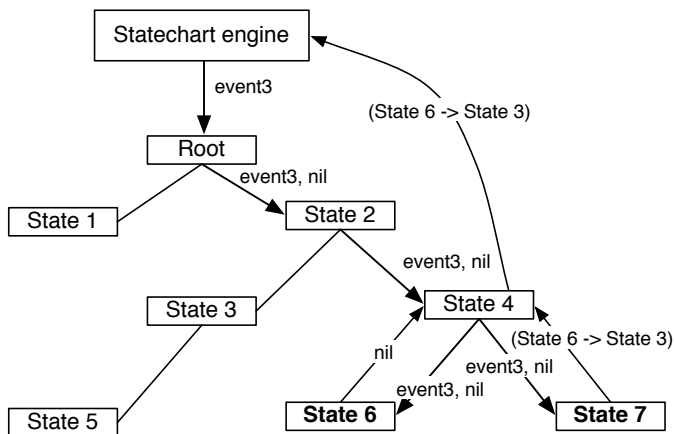 Statechart engine
event3
(State 6 -> State 3)
Root
event3, nil
State 1
State 2
event3, nil
State 3
State 4
nil
(State 6 -> State 3)
event3, nil
event3, nil
State 5
State 6
State 7